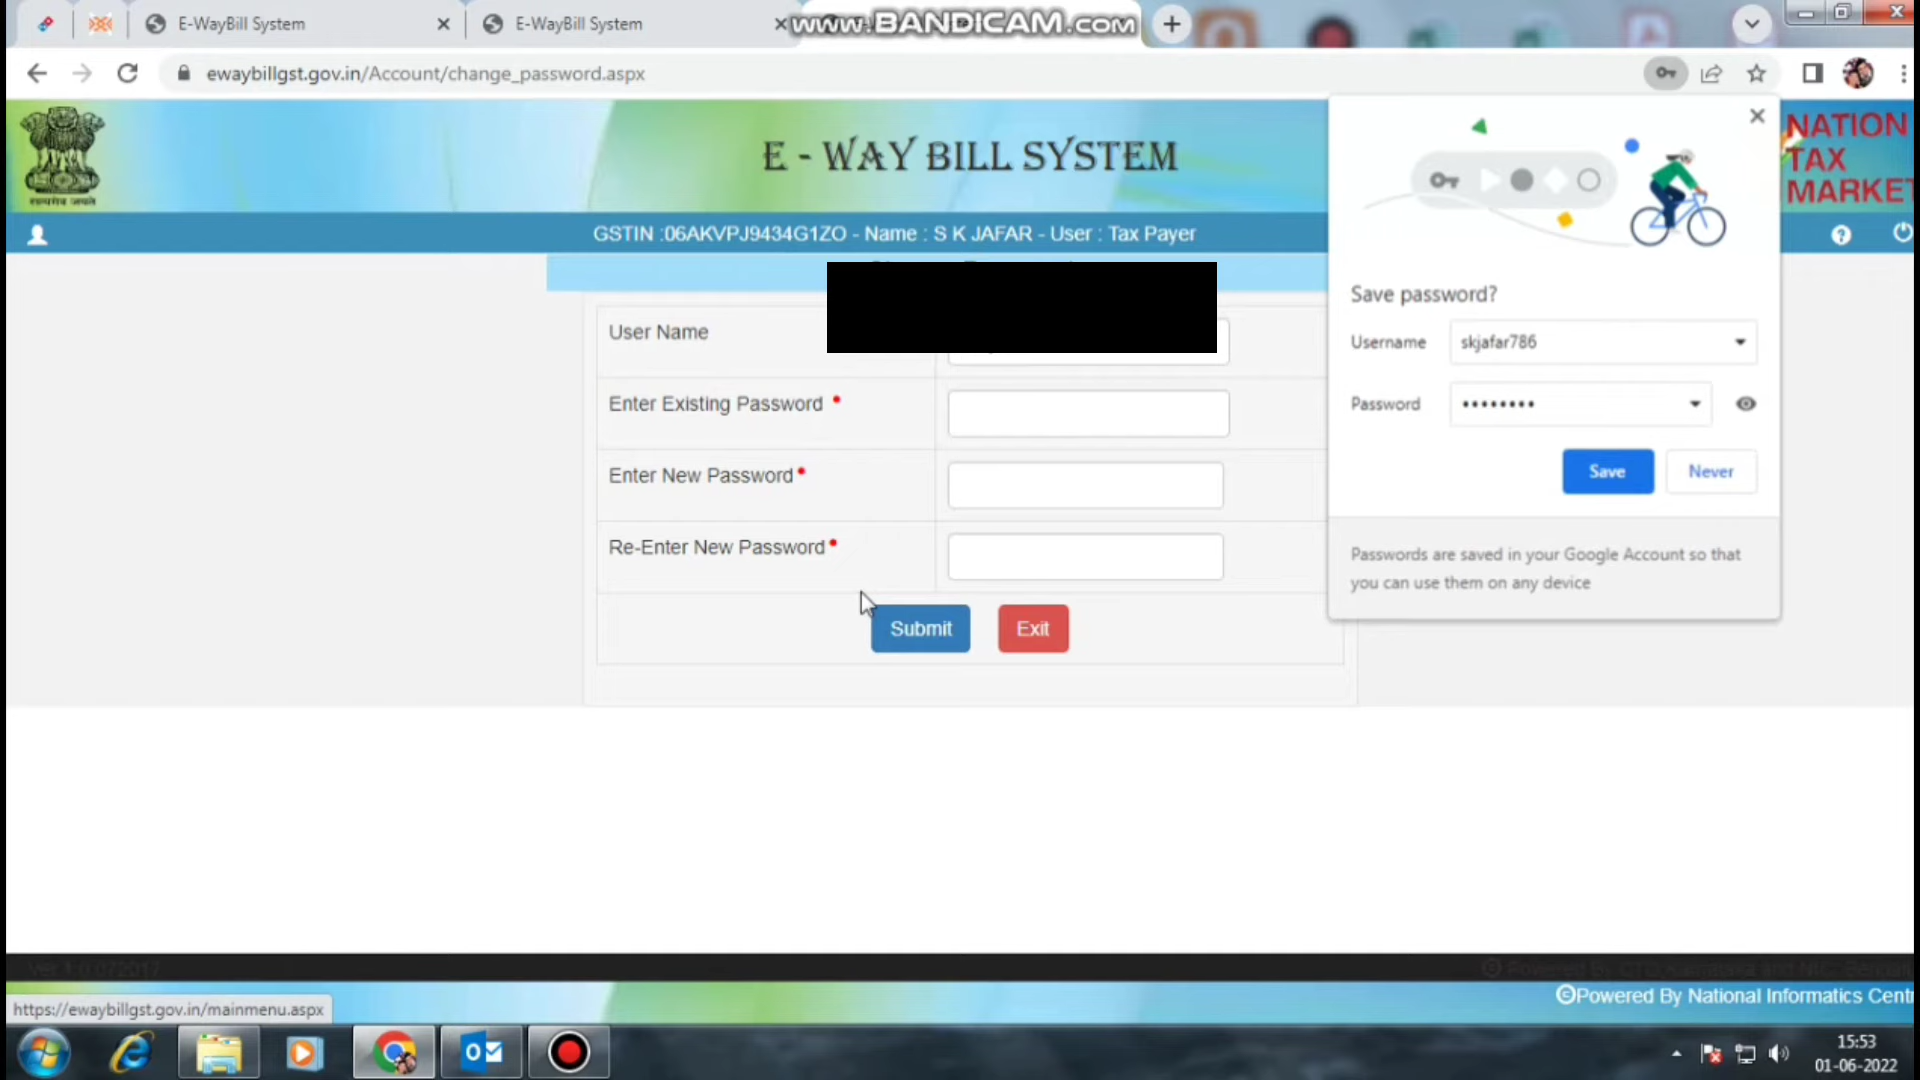 E-WayBill System
E-WayBill System
www.BANDICAM.com
ewaybillgst.gov.in/Account/change_password.aspx
सत्यमेव जयते
E - WAY BILL SYSTEM
NATION
TAX
MARKET
GSTIN :06AKVPJ9434G1ZO - Name : S K JAFAR - User : Tax Payer
User Name
Enter Existing Password *
Enter New Password *
Re-Enter New Password *
Submit
Exit
Save password?
Username
skjafar786
Password
••••••••
Save
Never
Passwords are saved in your Google Account so that
you can use them on any device
https://ewaybillgst.gov.in/mainmenu.aspx
©Powered By National Informatics Cent
15:53
01-06-2022